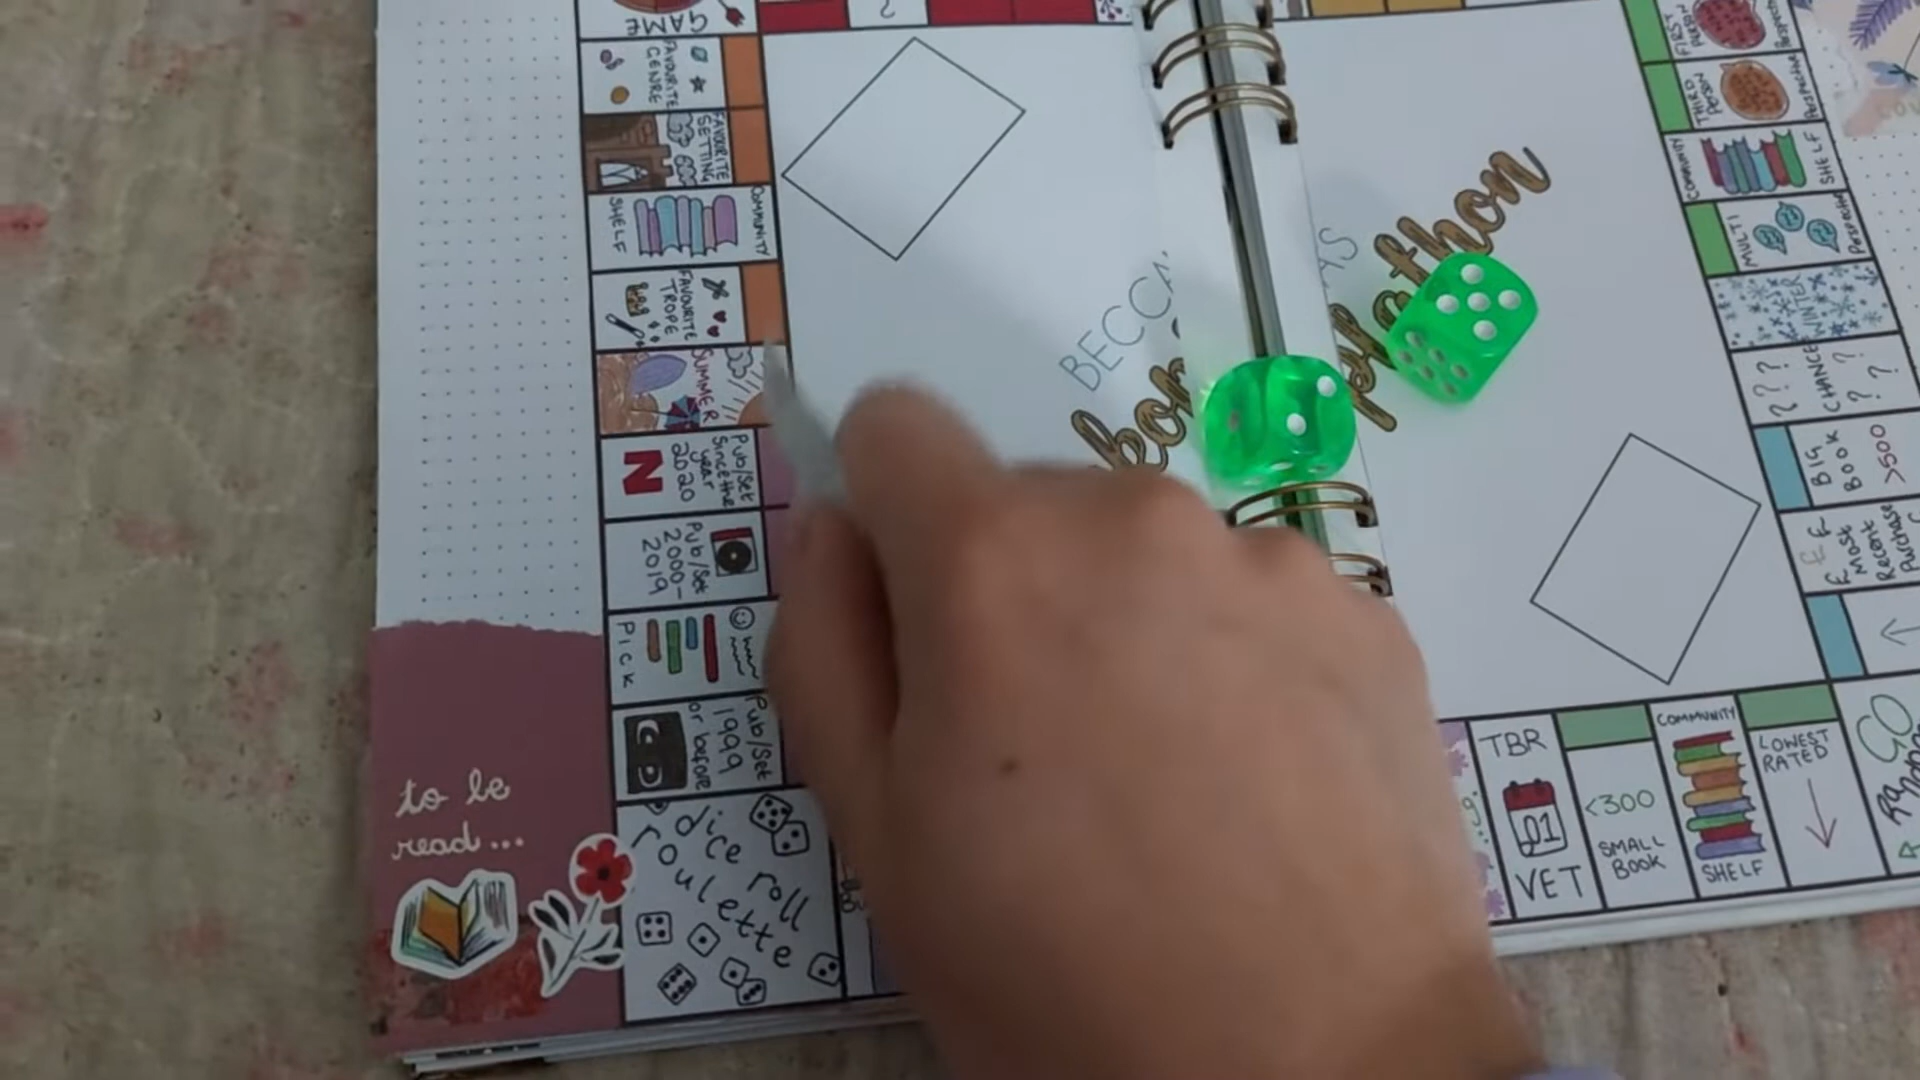 GAME
?
FAVOURITE
GENRE
FAVOURITE
SETTING
COMMUNITY
SHELF
FAVOURITE
TROPE
SUMMER
Pub/Set
Since the
year
2020
N
Pub/Set
2000-
2019
Pick
Pub/Set
1999
or before
dice roll
roulette
to be
read...
BECCA'S
FIRST
PERSON
THIRD
PERSON
COMMUNITY
SHELF
MULTI
WINTER
? ? ?
CHANCE
? ?
BIG
BOOK
>500
£ £ £
Most
Recent
Purchase
TBR
01
VET
<300
SMALL
BOOK
COMMUNITY
SHELF
LOWEST
RATED
GO